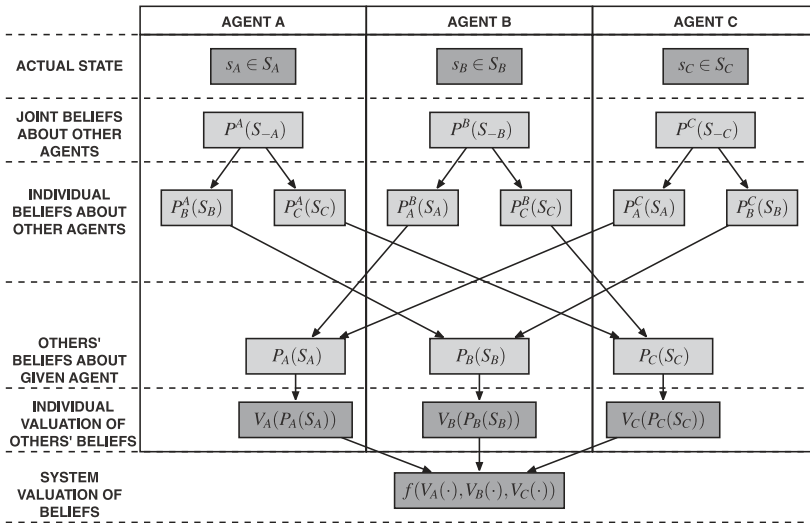 AGENT A AGENT B AGENT C
ACTUAL STATE
s_A ∈ S_A s_B ∈ S_B s_C ∈ S_C
JOINT BELIEFS
ABOUT OTHER
AGENTS
P^A(S_{−A}) P^B(S_{−B}) P^C(S_{−C})
INDIVIDUAL
BELIEFS ABOUT
OTHER AGENTS
P^A_B(S_B) P^A_C(S_C) P^B_A(S_A) P^B_C(S_C) P^C_A(S_A) P^C_B(S_B)
OTHERS'
BELIEFS ABOUT
GIVEN AGENT
P_A(S_A) P_B(S_B) P_C(S_C)
INDIVIDUAL
VALUATION OF
OTHERS' BELIEFS
V_A(P_A(S_A)) V_B(P_B(S_B)) V_C(P_C(S_C))
SYSTEM
VALUATION OF
BELIEFS
f(V_A(·),V_B(·),V_C(·))